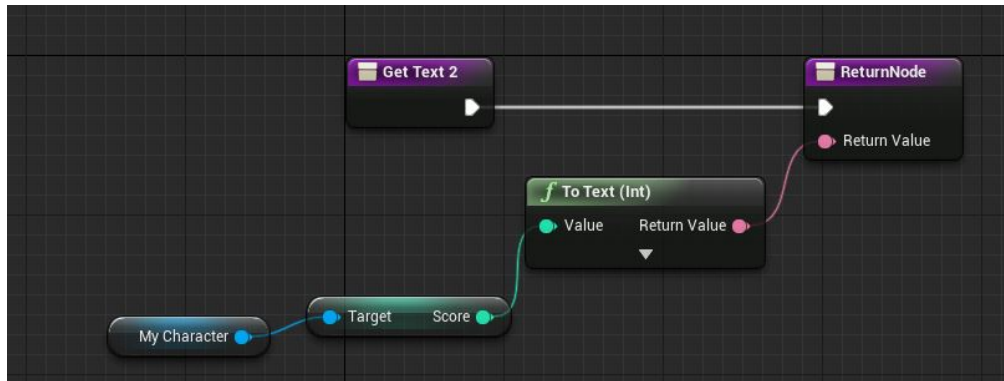 Get Text 2
ReturnNode
Return Value
f To Text (Int)
Value Return Value
Target Score
My Character